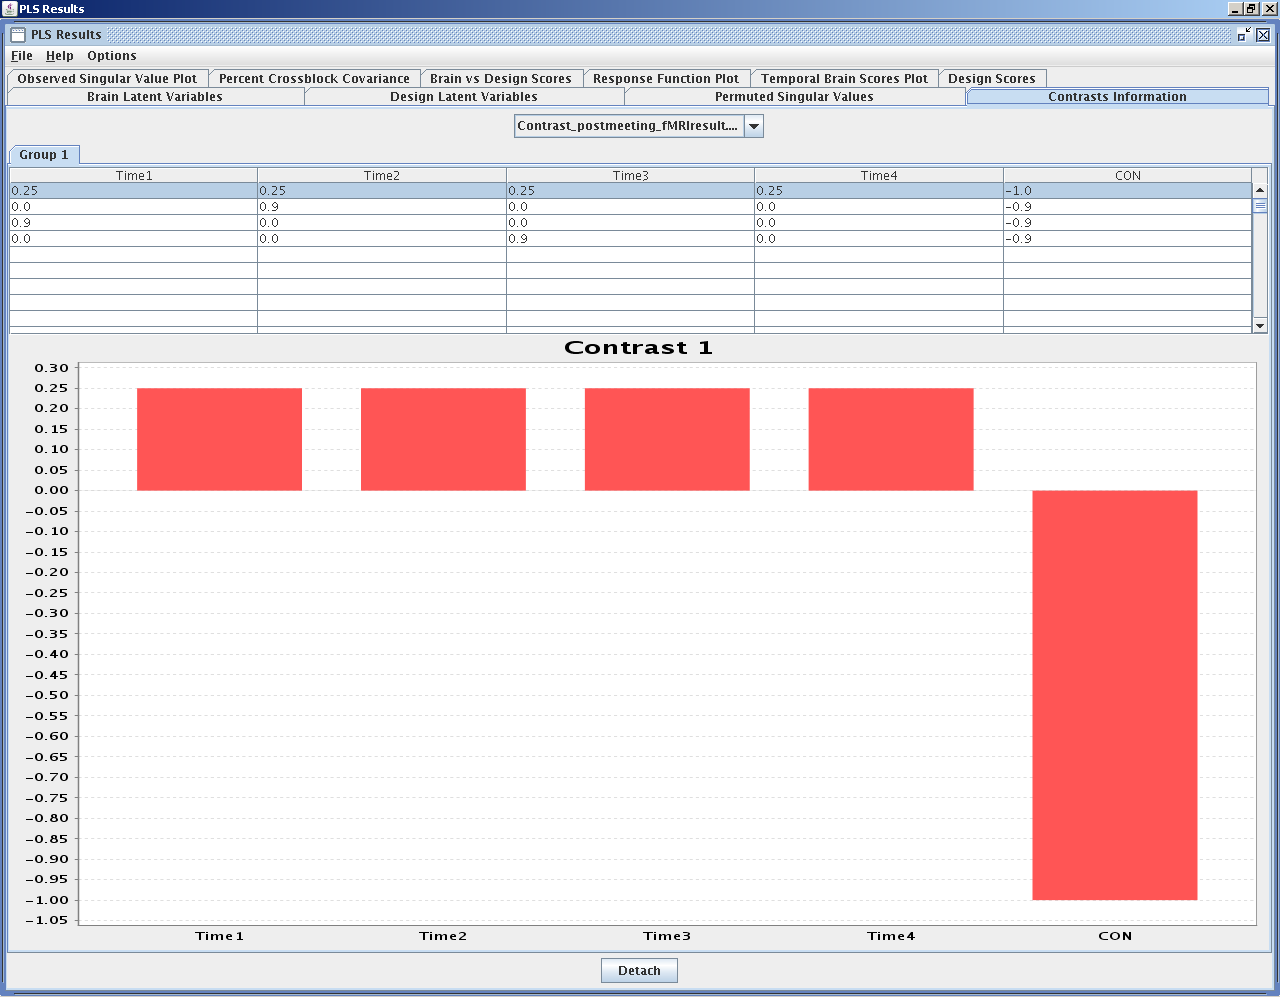 PLS Results
PLS Results
File Help Options
Observed Singular Value Plot Percent Crossblock Covariance Brain vs Design Scores Response Function Plot Temporal Brain Scores Plot Design Scores
Brain Latent Variables Design Latent Variables Permuted Singular Values Contrasts Information
Contrast_postmeeting_fMRIresult....
Group 1
Time1 Time2 Time3 Time4 CON
0.25 0.25 0.25 0.25 −1.0
0.0 0.9 0.0 0.0 −0.9
0.9 0.0 0.0 0.0 −0.9
0.0 0.0 0.9 0.0 −0.9
Contrast 1
0.30
0.25
0.20
0.15
0.10
0.05
0.00
−0.05
−0.10
−0.15
−0.20
−0.25
−0.30
−0.35
−0.40
−0.45
−0.50
−0.55
−0.60
−0.65
−0.70
−0.75
−0.80
−0.85
−0.90
−0.95
−1.00
−1.05
Time1 Time2 Time3 Time4 CON
Detach